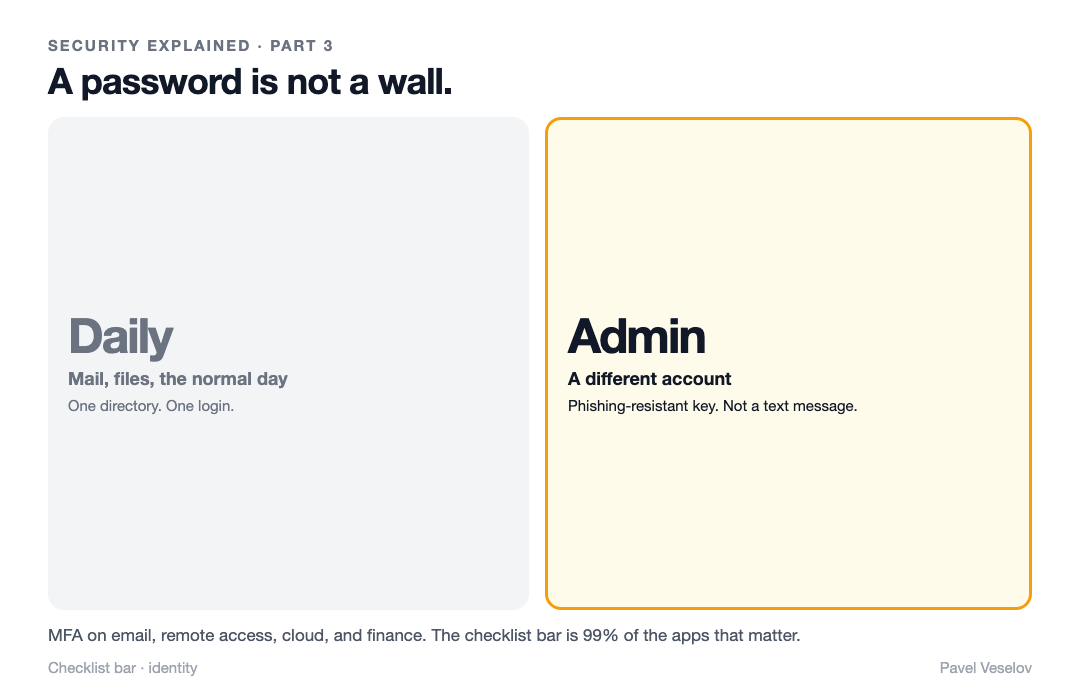 SECURITY EXPLAINED · PART 3
A password is not a wall.
Daily
Mail, files, the normal day
One directory. One login.
Admin
A different account
Phishing-resistant key. Not a text message.
MFA on email, remote access, cloud, and finance. The checklist bar is 99% of the apps that matter.
Checklist bar · identity
Pavel Veselov